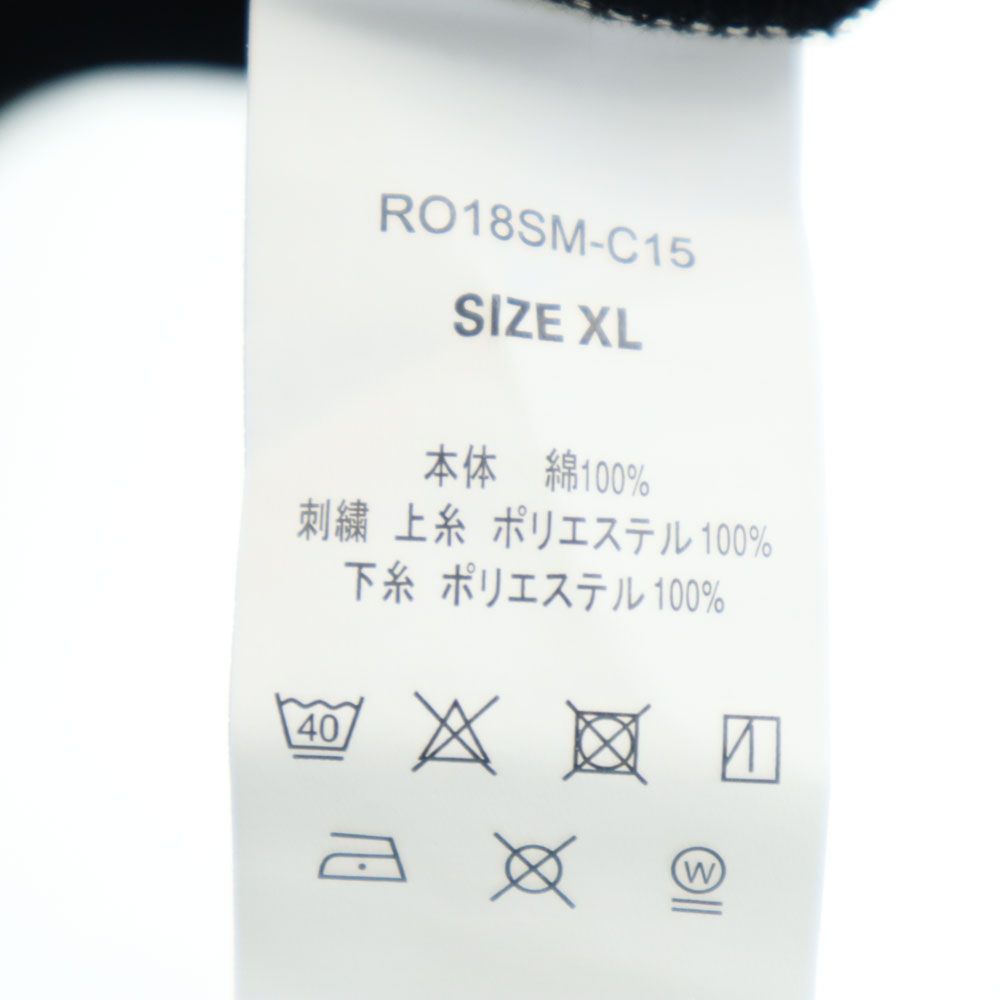 RO18SM-C15
SIZE XL
本体 綿100%
刺繍 上糸 ポリエステル100%
下糸 ポリエステル100%
40
W